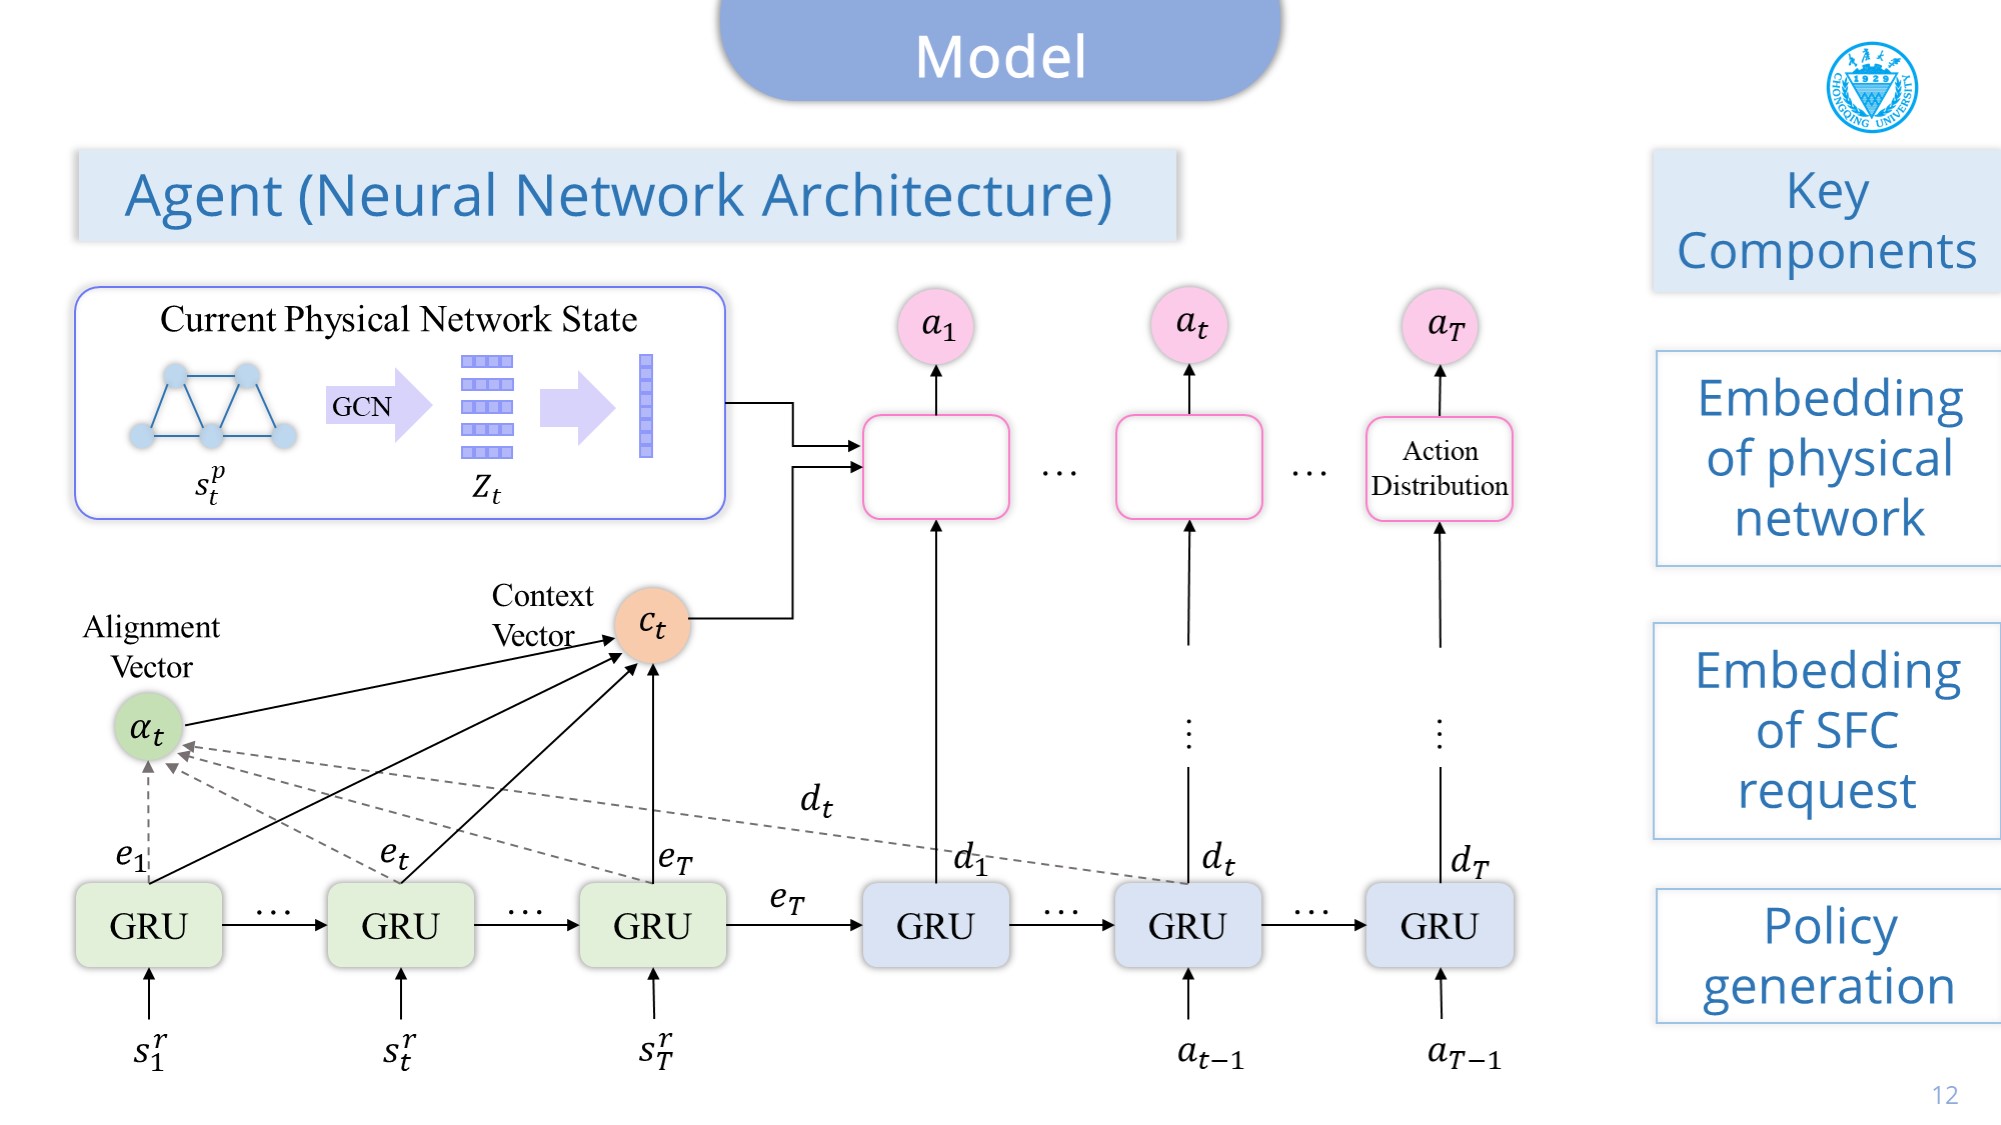 Model
1929
CHONGQING UNIVERSITY
Agent (Neural Network Architecture)
Key
Components
Current Physical Network State
GCN
s_t^p
Z_t
a_1
a_t
a_T
...
...
Action
Distribution
Embedding
of physical
network
Context
Vector
c_t
Alignment
Vector
α_t
Embedding
of SFC
request
d_t
e_1
e_t
e_T
d_1
d_t
d_T
GRU
...
GRU
...
GRU
e_T
GRU
...
GRU
...
GRU
Policy
generation
s_1^r
s_t^r
s_T^r
a_{t−1}
a_{T−1}
12